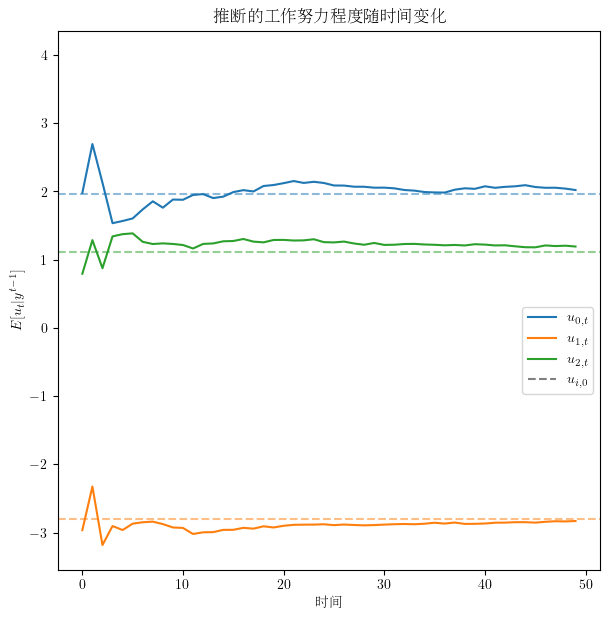 推断的工作努力程度随时间变化
4
3
2
1
0
−1
−2
−3
E[u_t|y^{t−1}]
u_{0,t}
u_{1,t}
u_{2,t}
u_{i,0}
0 10 20 30 40 50
时间